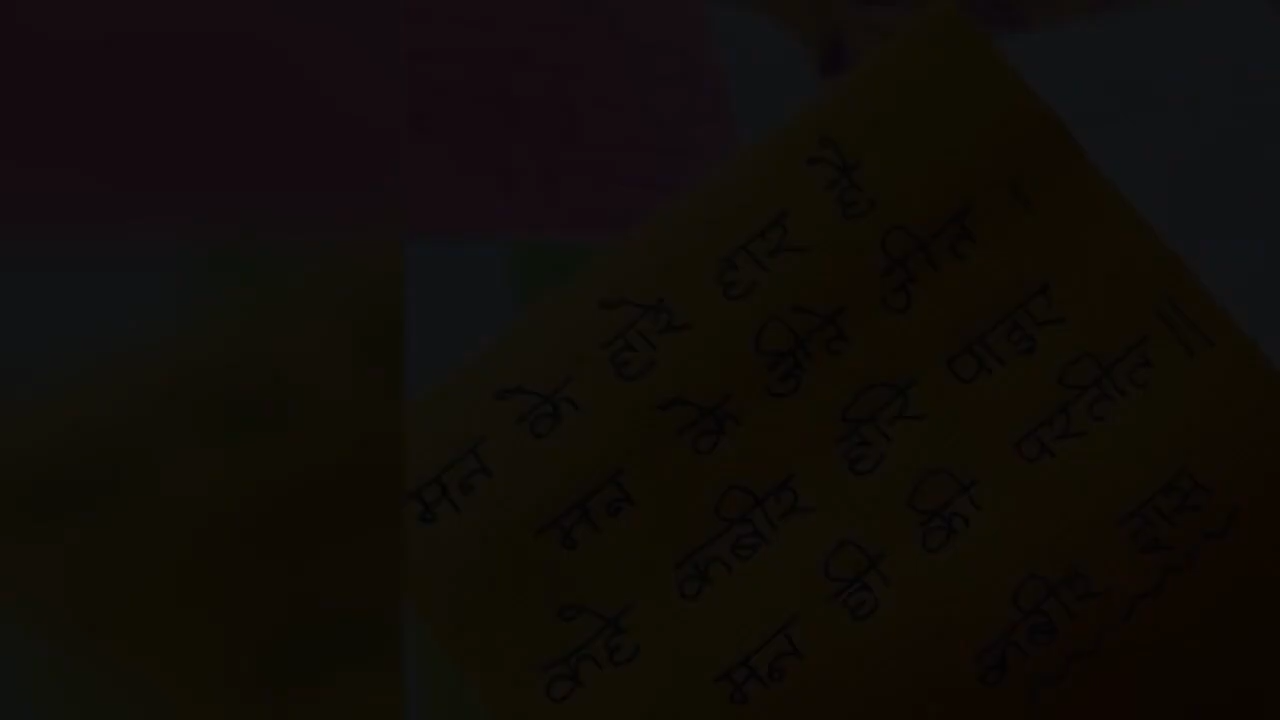 मन के हारे हार है
मन के जीते जीत ।
कहे कबीर हरि पाइए
मन ही की परतीत ॥
कबीर दास